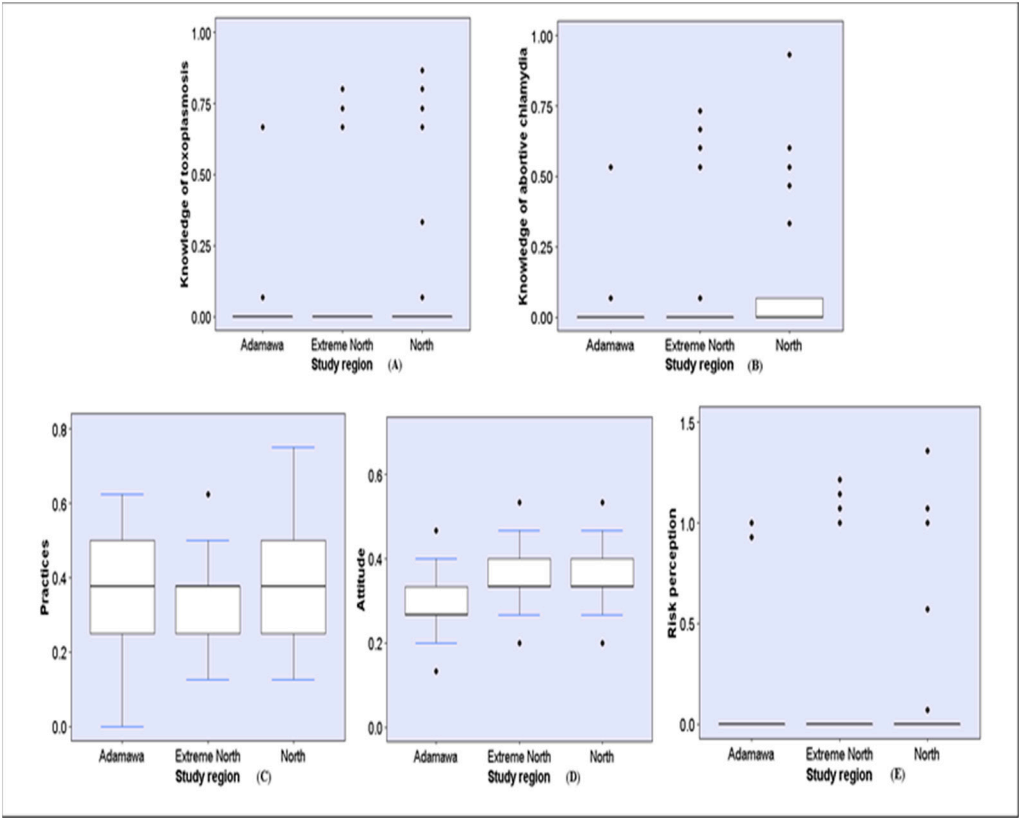 Knowledge of toxoplasmosis
1.00
0.75
0.50
0.25
0.00
Adamawa Extreme North North
Study region (A)
Knowledge of abortive chlamydia
1.00
0.75
0.50
0.25
0.00
Adamawa Extreme North North
Study region (B)
Practices
0.8
0.6
0.4
0.2
0.0
Adamawa Extreme North North
Study region (C)
Attitude
0.6
0.4
0.2
0.0
Adamawa Extreme North North
Study region (D)
Risk perception
1.5
1.0
0.5
0.0
Adamawa Extreme North North
Study region (E)